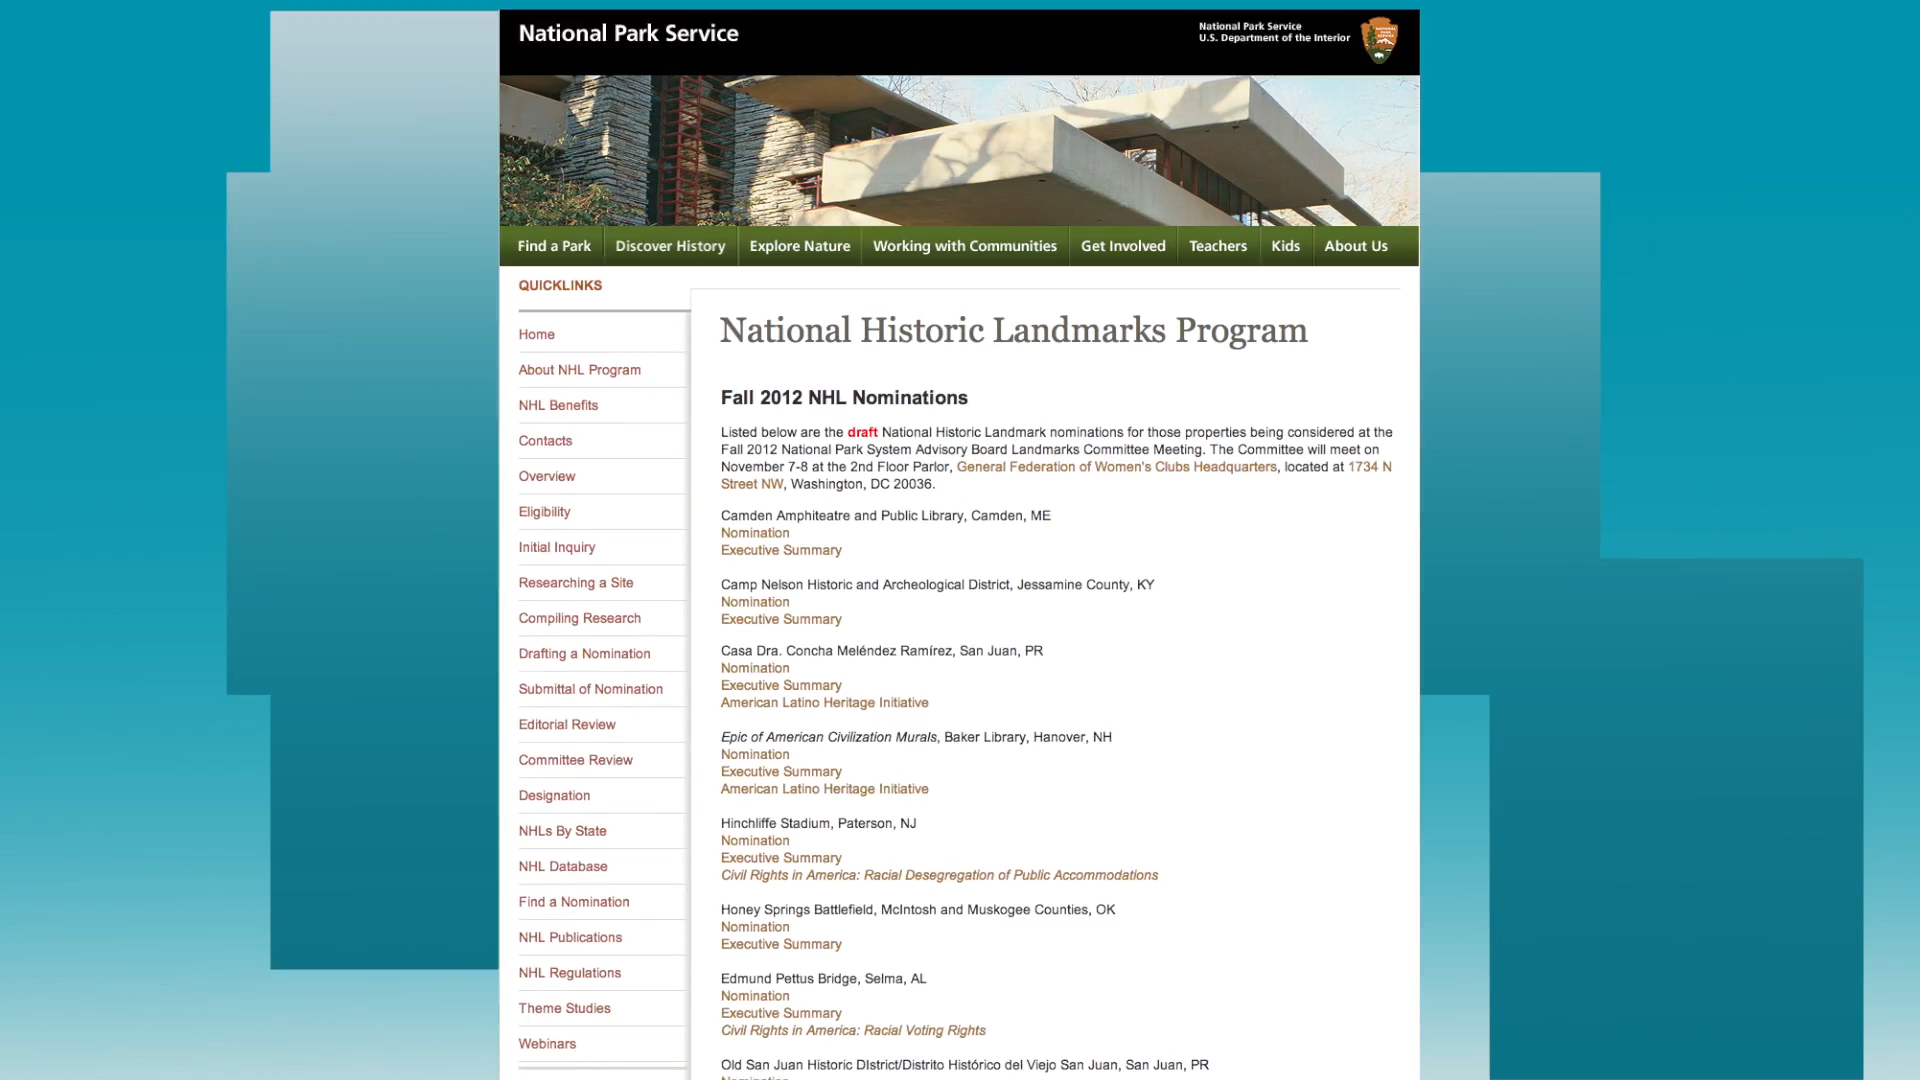 National Park Service
National Park Service
U.S. Department of the Interior
Find a Park
Discover History
Explore Nature
Working with Communities
Get Involved
Teachers
Kids
About Us
QUICKLINKS
Home
About NHL Program
NHL Benefits
Contacts
Overview
Eligibility
Initial Inquiry
Researching a Site
Compiling Research
Drafting a Nomination
Submittal of Nomination
Editorial Review
Committee Review
Designation
NHLs By State
NHL Database
Find a Nomination
NHL Publications
NHL Regulations
Theme Studies
Webinars
National Historic Landmarks Program
Fall 2012 NHL Nominations
Listed below are the draft National Historic Landmark nominations for those properties being considered at the
Fall 2012 National Park System Advisory Board Landmarks Committee Meeting. The Committee will meet on
November 7-8 at the 2nd Floor Parlor, General Federation of Women's Clubs Headquarters, located at 1734 N
Street NW, Washington, DC 20036.
Camden Amphiteatre and Public Library, Camden, ME
Nomination
Executive Summary
Camp Nelson Historic and Archeological District, Jessamine County, KY
Nomination
Executive Summary
Casa Dra. Concha Meléndez Ramírez, San Juan, PR
Nomination
Executive Summary
American Latino Heritage Initiative
Epic of American Civilization Murals, Baker Library, Hanover, NH
Nomination
Executive Summary
American Latino Heritage Initiative
Hinchliffe Stadium, Paterson, NJ
Nomination
Executive Summary
Civil Rights in America: Racial Desegregation of Public Accommodations
Honey Springs Battlefield, McIntosh and Muskogee Counties, OK
Nomination
Executive Summary
Edmund Pettus Bridge, Selma, AL
Nomination
Executive Summary
Civil Rights in America: Racial Voting Rights
Old San Juan Historic DIstrict/Distrito Histórico del Viejo San Juan, San Juan, PR